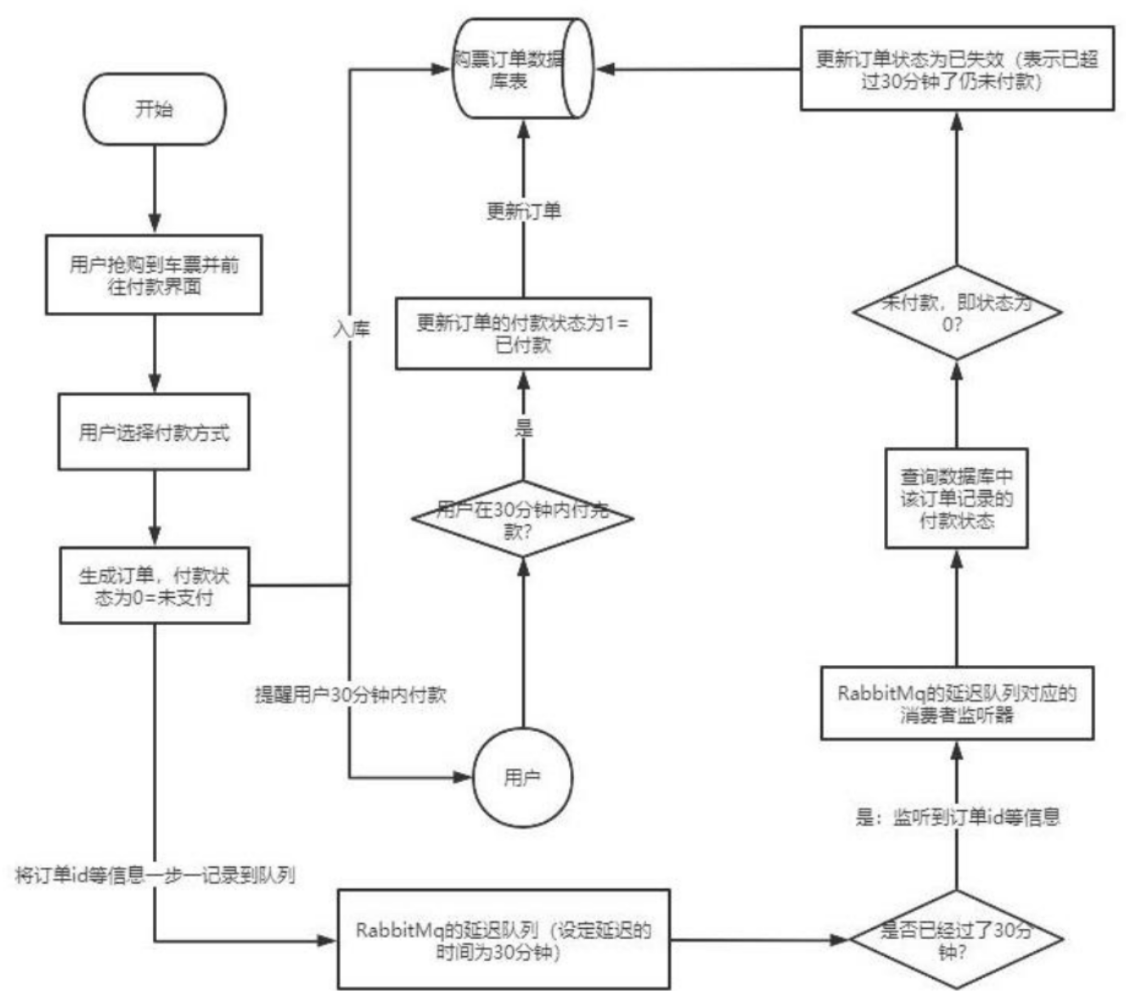 开始
用户抢购到车票并前
往付款界面
用户选择付款方式
生成订单，付款状
态为0=未支付
将订单id等信息一步一记录到队列
入库
提醒用户30分钟内付款
购票订单数据
库表
更新订单
更新订单的付款状态为1=
已付款
是
用户在30分钟内付完
款?
用户
RabbitMq的延迟队列（设定延迟的
时间为30分钟）
是否已经过了30分
钟?
是：监听到订单id等信息
RabbitMq的延迟队列对应的
消费者监听器
查询数据库中
该订单记录的
付款状态
未付款，即状态为
0?
更新订单状态为已失效（表示已超
过30分钟了仍未付款）